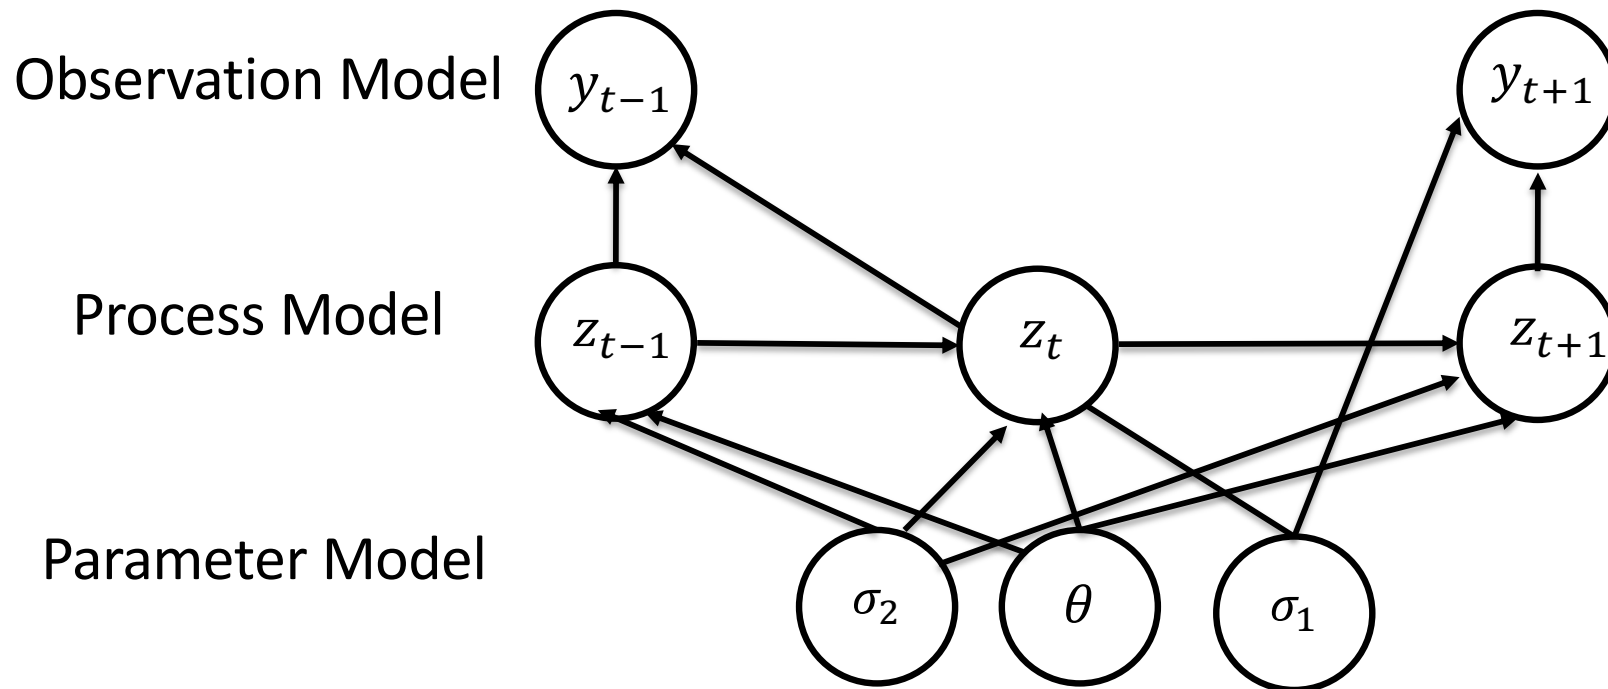 Observation Model
y_{t−1}
y_{t+1}
Process Model
z_{t−1}
z_t
z_{t+1}
Parameter Model
σ_2
θ
σ_1